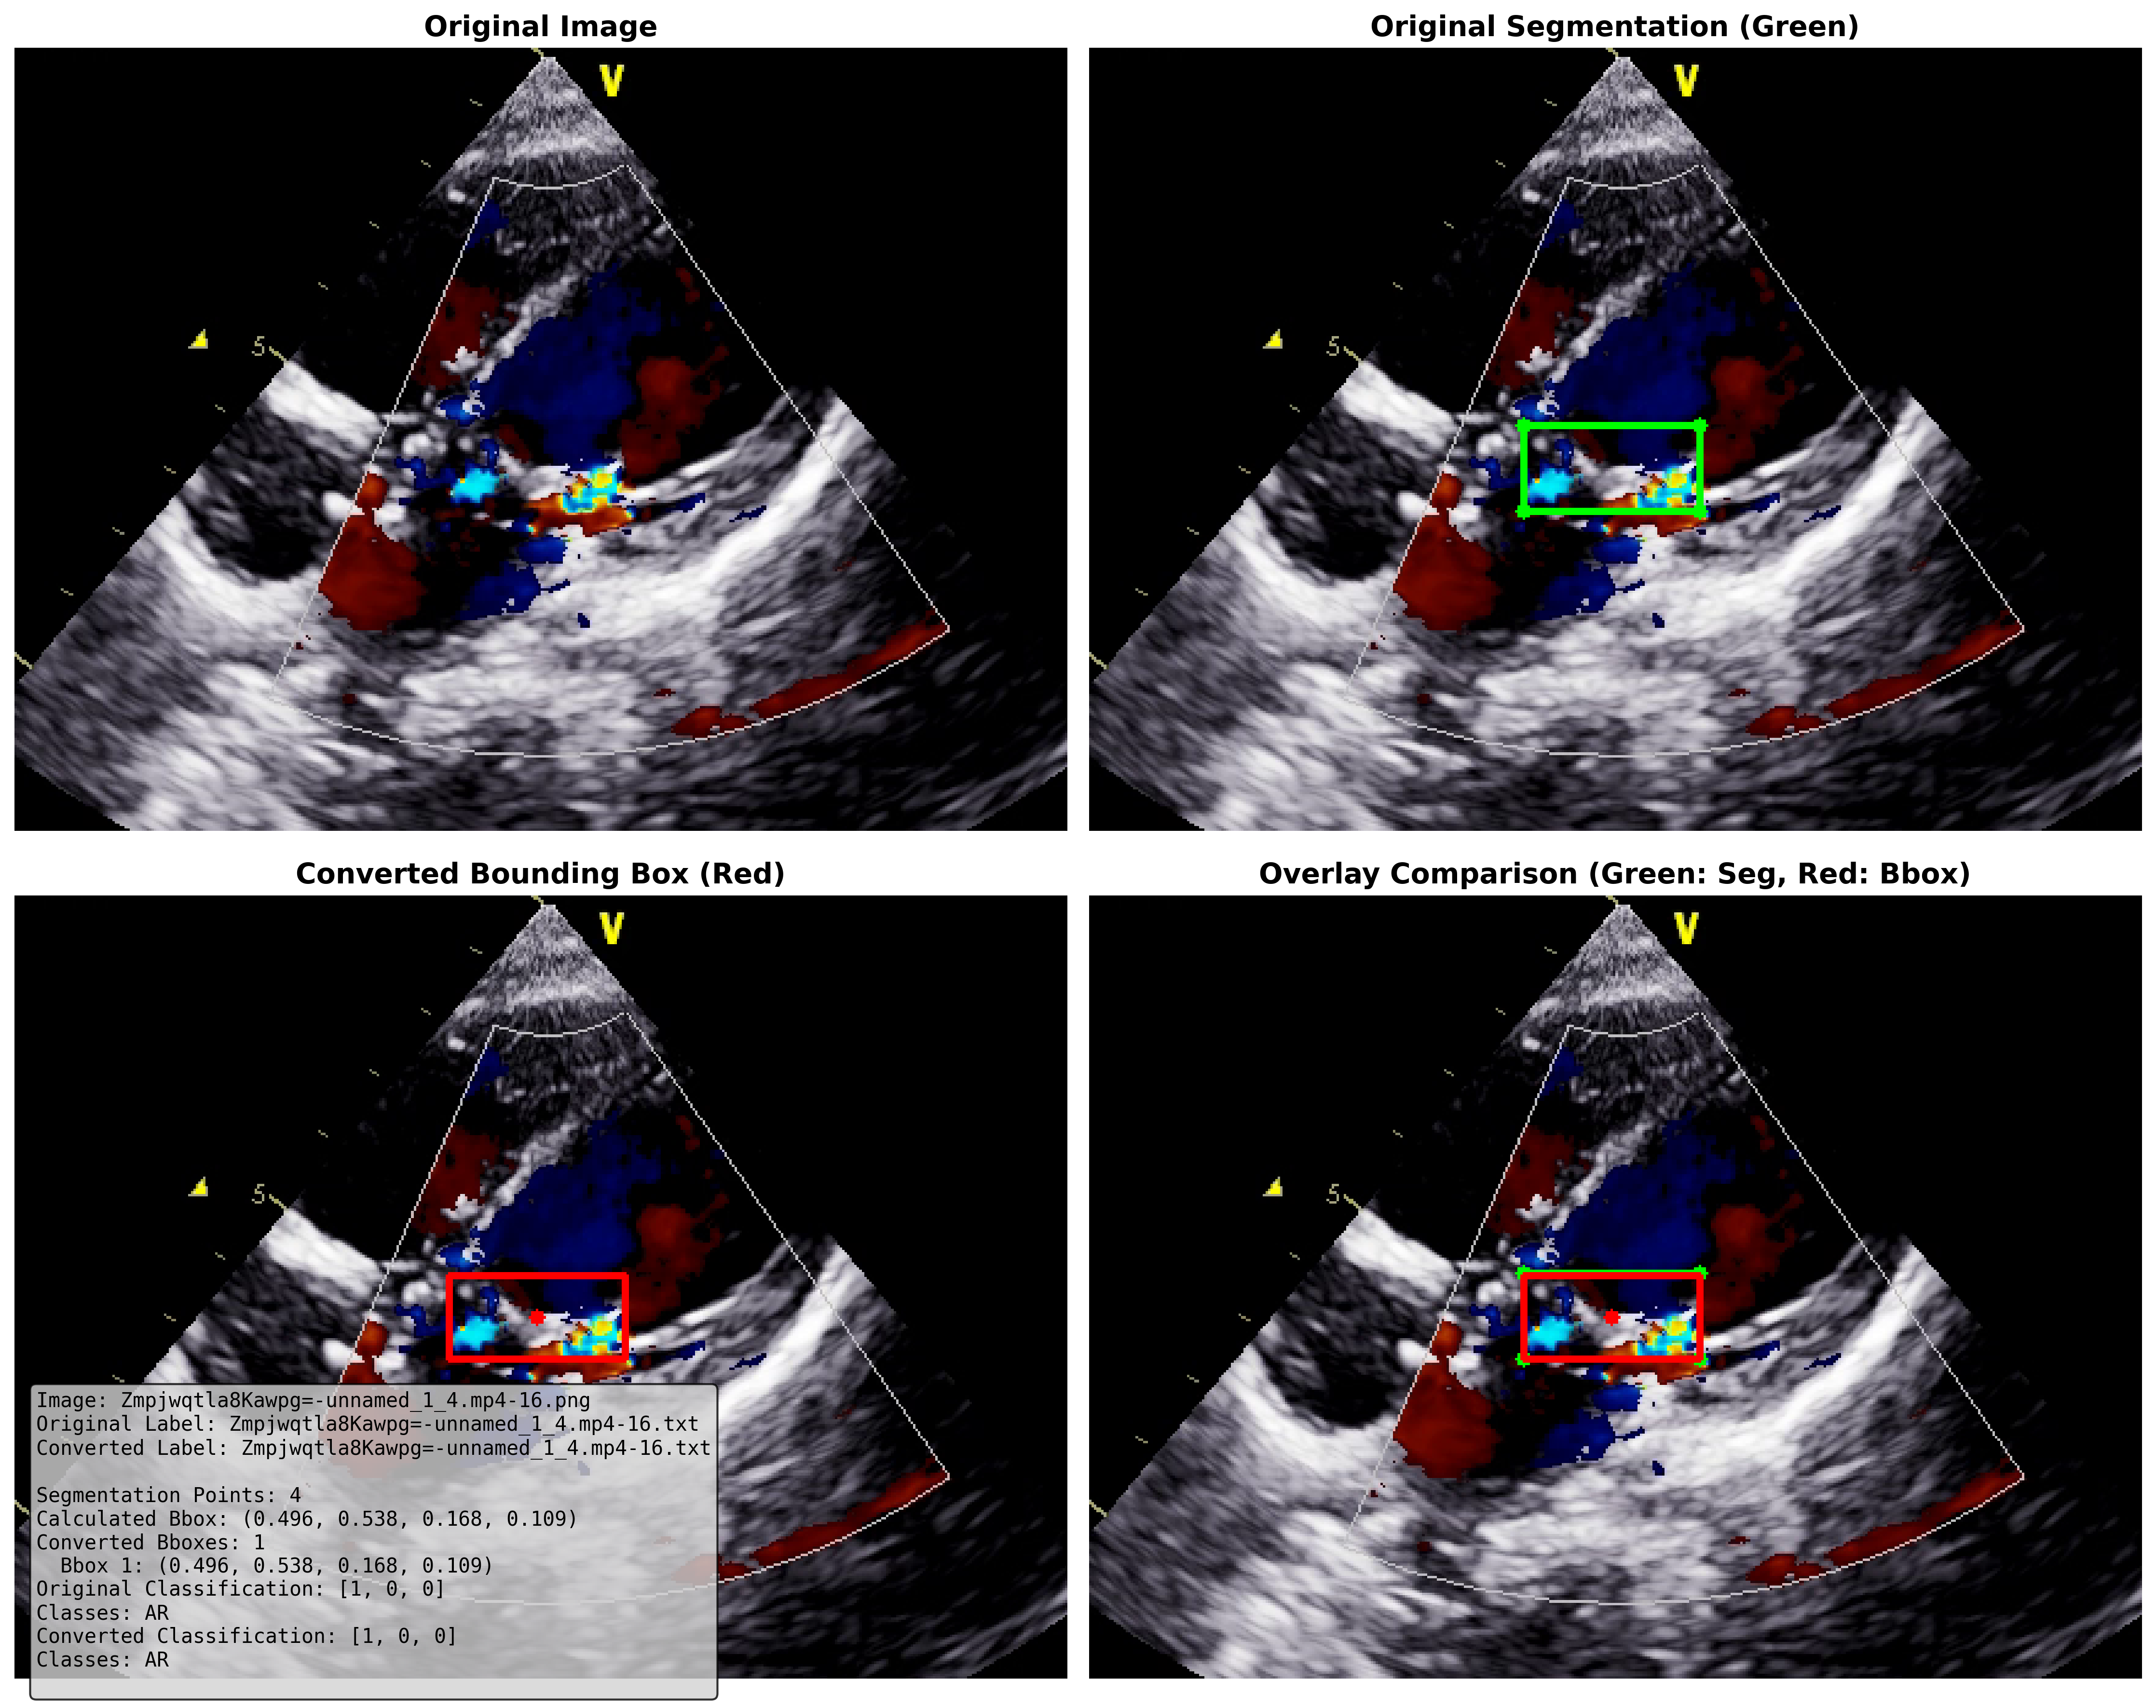 Original Image
Original Segmentation (Green)
V
5
V
5
Converted Bounding Box (Red)
Overlay Comparison (Green: Seg, Red: Bbox)
V
5
V
5
Image: Zmpjwqtla8Kawpg=-unnamed_1_4.mp4-16.png
Original Label: Zmpjwqtla8Kawpg=-unnamed_1_4.mp4-16.txt
Converted Label: Zmpjwqtla8Kawpg=-unnamed_1_4.mp4-16.txt
Segmentation Points: 4
Calculated Bbox: (0.496, 0.538, 0.168, 0.109)
Converted Bboxes: 1
Bbox 1: (0.496, 0.538, 0.168, 0.109)
Original Classification: [1, 0, 0]
Classes: AR
Converted Classification: [1, 0, 0]
Classes: AR